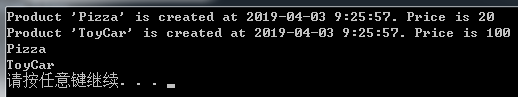 Product 'Pizza' is created at 2019-04-03 9:25:57. Price is 20
Product 'ToyCar' is created at 2019-04-03 9:25:57. Price is 100
Pizza
ToyCar
请按任意键继续. . .